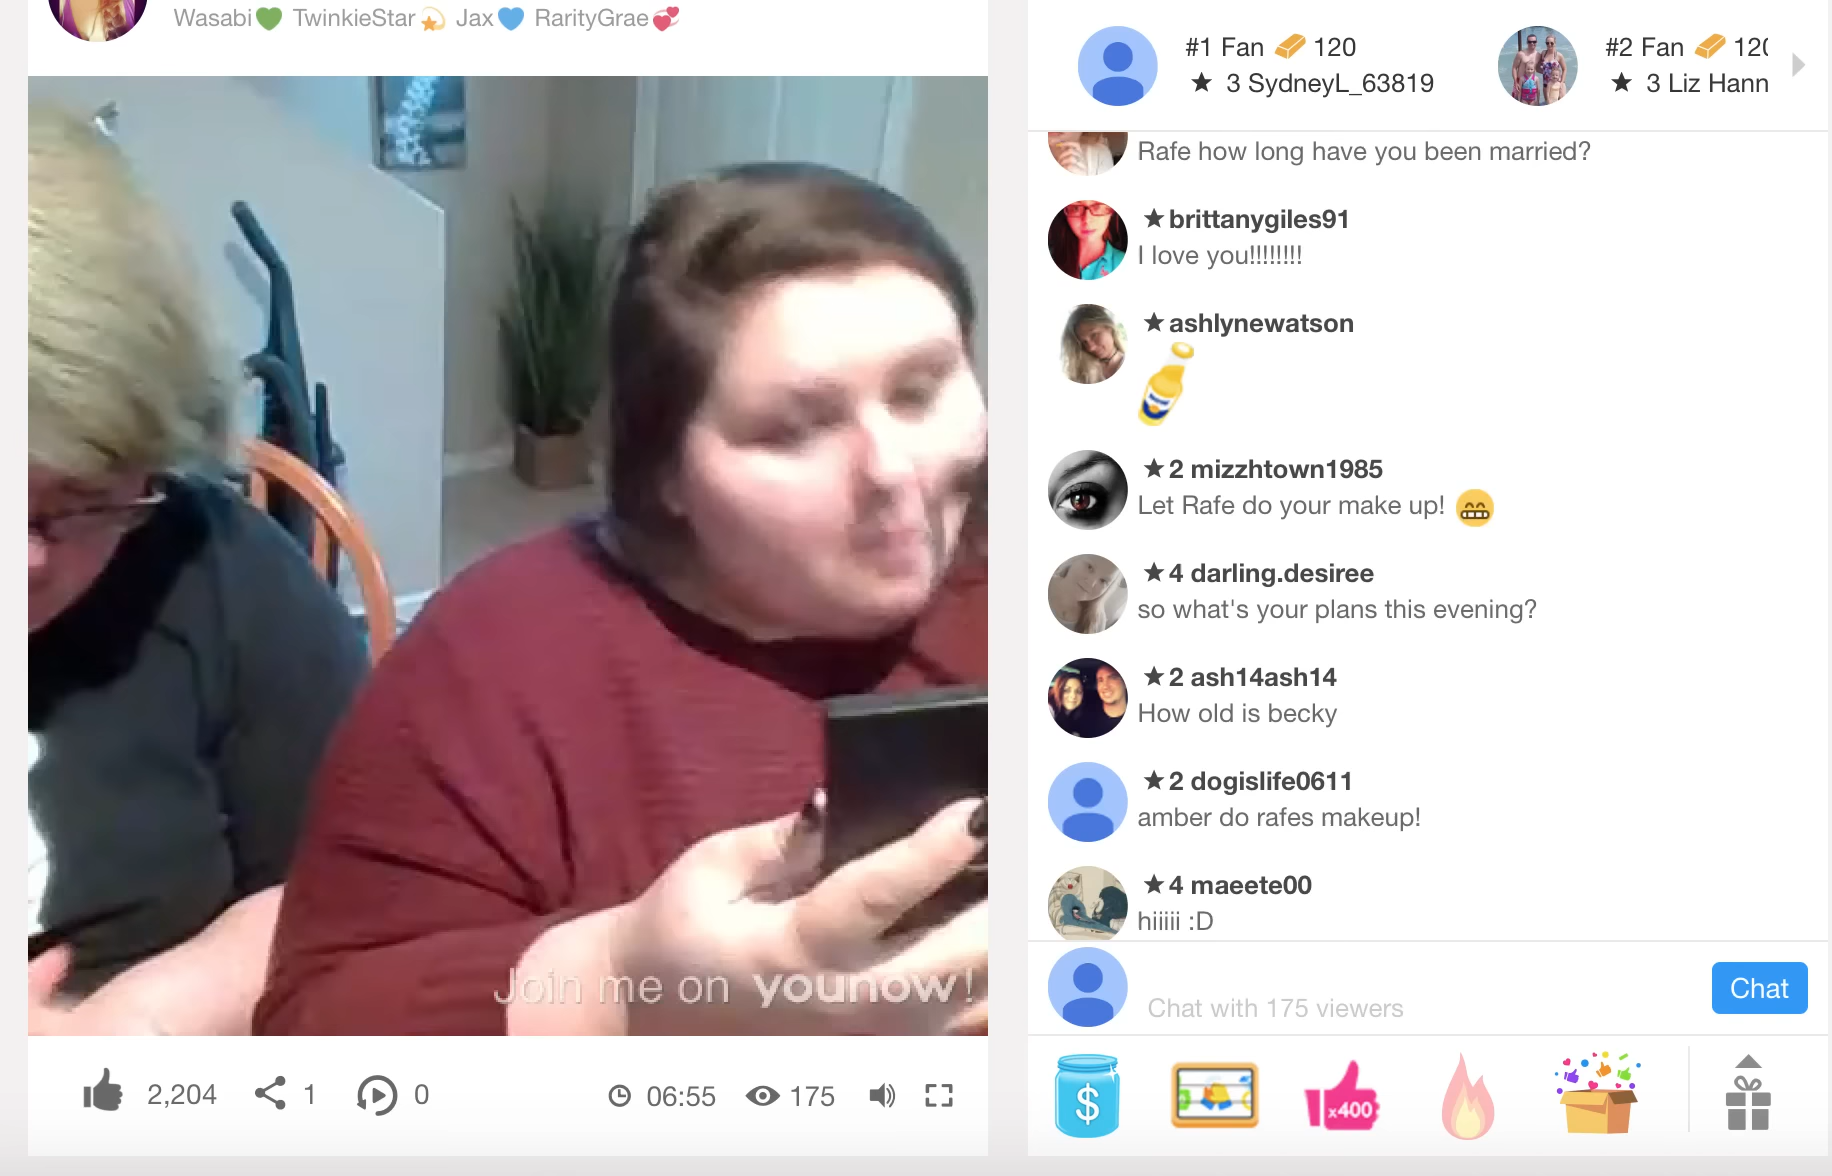 Wasabi💚 TwinkieStar💫 Jax💙 RarityGrae💞
#1 Fan 120
★ 3 SydneyL_63819
#2 Fan 120
★ 3 Liz Hann
Rafe how long have you been married?
★ brittanygiles91
I love you!!!!!!!!
★ ashlynewatson
★ 2 mizzhtown1985
Let Rafe do your make up! 😁
★ 4 darling.desiree
so what's your plans this evening?
★ 2 ash14ash14
How old is becky
★ 2 dogislife0611
amber do rafes makeup!
★ 4 maeete00
hiiiii :D
Join me on younow!
Chat with 175 viewers
Chat
2,204 1 0 06:55 175
$
x400